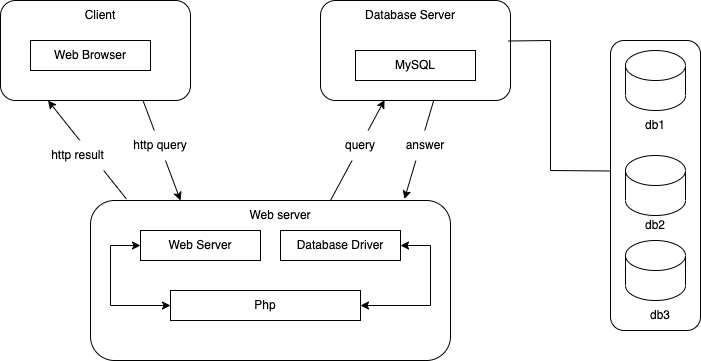 Client
Web Browser
Database Server
MySQL
db1
http result
http query
query
answer
Web server
Web Server
Database Driver
Php
db2
db3